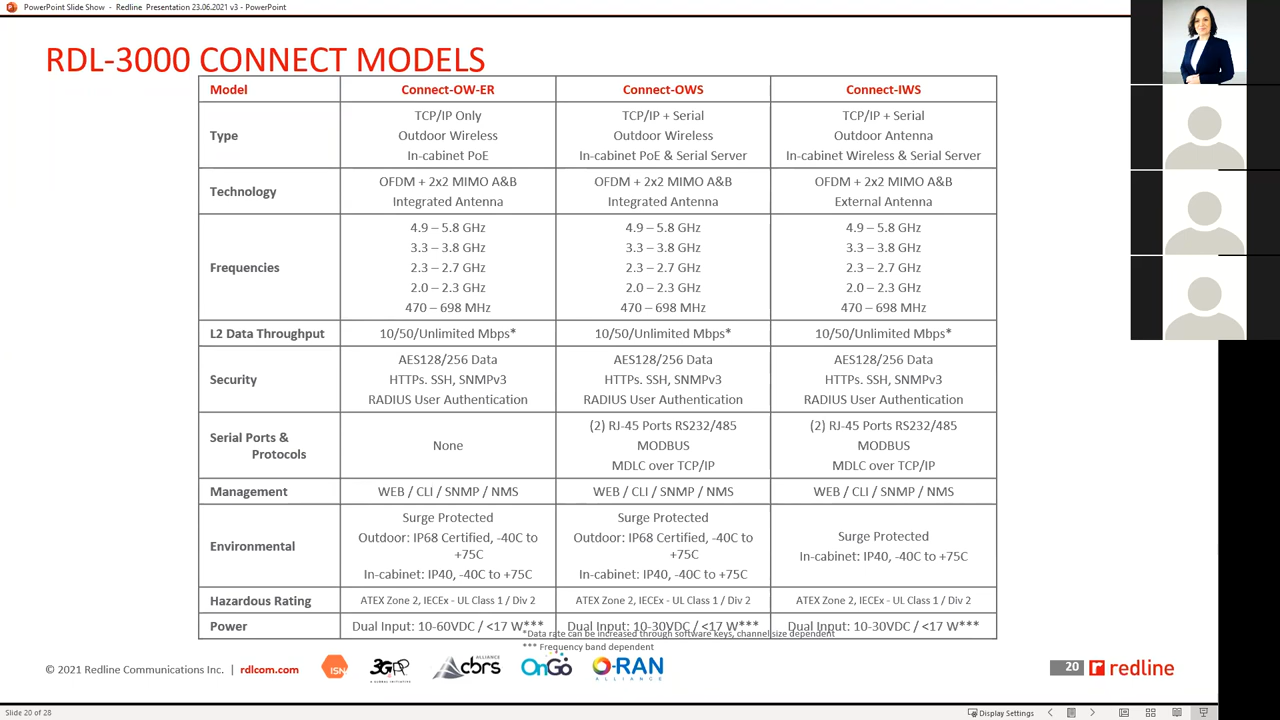 PowerPoint Slide Show - Redline Presentation 23.06.2021 v3 - PowerPoint
RDL-3000 CONNECT MODELS
Model Connect-OW-ER Connect-OWS Connect-IWS
Type
TCP/IP Only
Outdoor Wireless
In-cabinet PoE
TCP/IP + Serial
Outdoor Wireless
In-cabinet PoE & Serial Server
TCP/IP + Serial
Outdoor Antenna
In-cabinet Wireless & Serial Server
Technology
OFDM + 2x2 MIMO A&B
Integrated Antenna
OFDM + 2x2 MIMO A&B
Integrated Antenna
OFDM + 2x2 MIMO A&B
External Antenna
Frequencies
4.9 – 5.8 GHz
3.3 – 3.8 GHz
2.3 – 2.7 GHz
2.0 – 2.3 GHz
470 – 698 MHz
4.9 – 5.8 GHz
3.3 – 3.8 GHz
2.3 – 2.7 GHz
2.0 – 2.3 GHz
470 – 698 MHz
4.9 – 5.8 GHz
3.3 – 3.8 GHz
2.3 – 2.7 GHz
2.0 – 2.3 GHz
470 – 698 MHz
L2 Data Throughput 10/50/Unlimited Mbps* 10/50/Unlimited Mbps* 10/50/Unlimited Mbps*
Security
AES128/256 Data
HTTPs. SSH, SNMPv3
RADIUS User Authentication
AES128/256 Data
HTTPs. SSH, SNMPv3
RADIUS User Authentication
AES128/256 Data
HTTPs. SSH, SNMPv3
RADIUS User Authentication
Serial Ports &
Protocols
None
(2) RJ-45 Ports RS232/485
MODBUS
MDLC over TCP/IP
(2) RJ-45 Ports RS232/485
MODBUS
MDLC over TCP/IP
Management WEB / CLI / SNMP / NMS WEB / CLI / SNMP / NMS WEB / CLI / SNMP / NMS
Environmental
Surge Protected
Outdoor: IP68 Certified, -40C to
+75C
In-cabinet: IP40, -40C to +75C
Surge Protected
Outdoor: IP68 Certified, -40C to
+75C
In-cabinet: IP40, -40C to +75C
Surge Protected
In-cabinet: IP40, -40C to +75C
Hazardous Rating ATEX Zone 2, IECEx - UL Class 1 / Div 2 ATEX Zone 2, IECEx - UL Class 1 / Div 2 ATEX Zone 2, IECEx - UL Class 1 / Div 2
Power Dual Input: 10-60VDC / <17 W*** Dual Input: 10-30VDC / <17 W*** Dual Input: 10-30VDC / <17 W***
*Data rate can be increased through software keys, channel size dependent
*** Frequency band dependent
© 2021 Redline Communications Inc. | rdlcom.com
ISN
3GPP
A GLOBAL INITIATIVE
cbrs
ALLIANCE
OnGo
O-RAN
ALLIANCE
20
redline
Slide 20 of 28
Display Settings